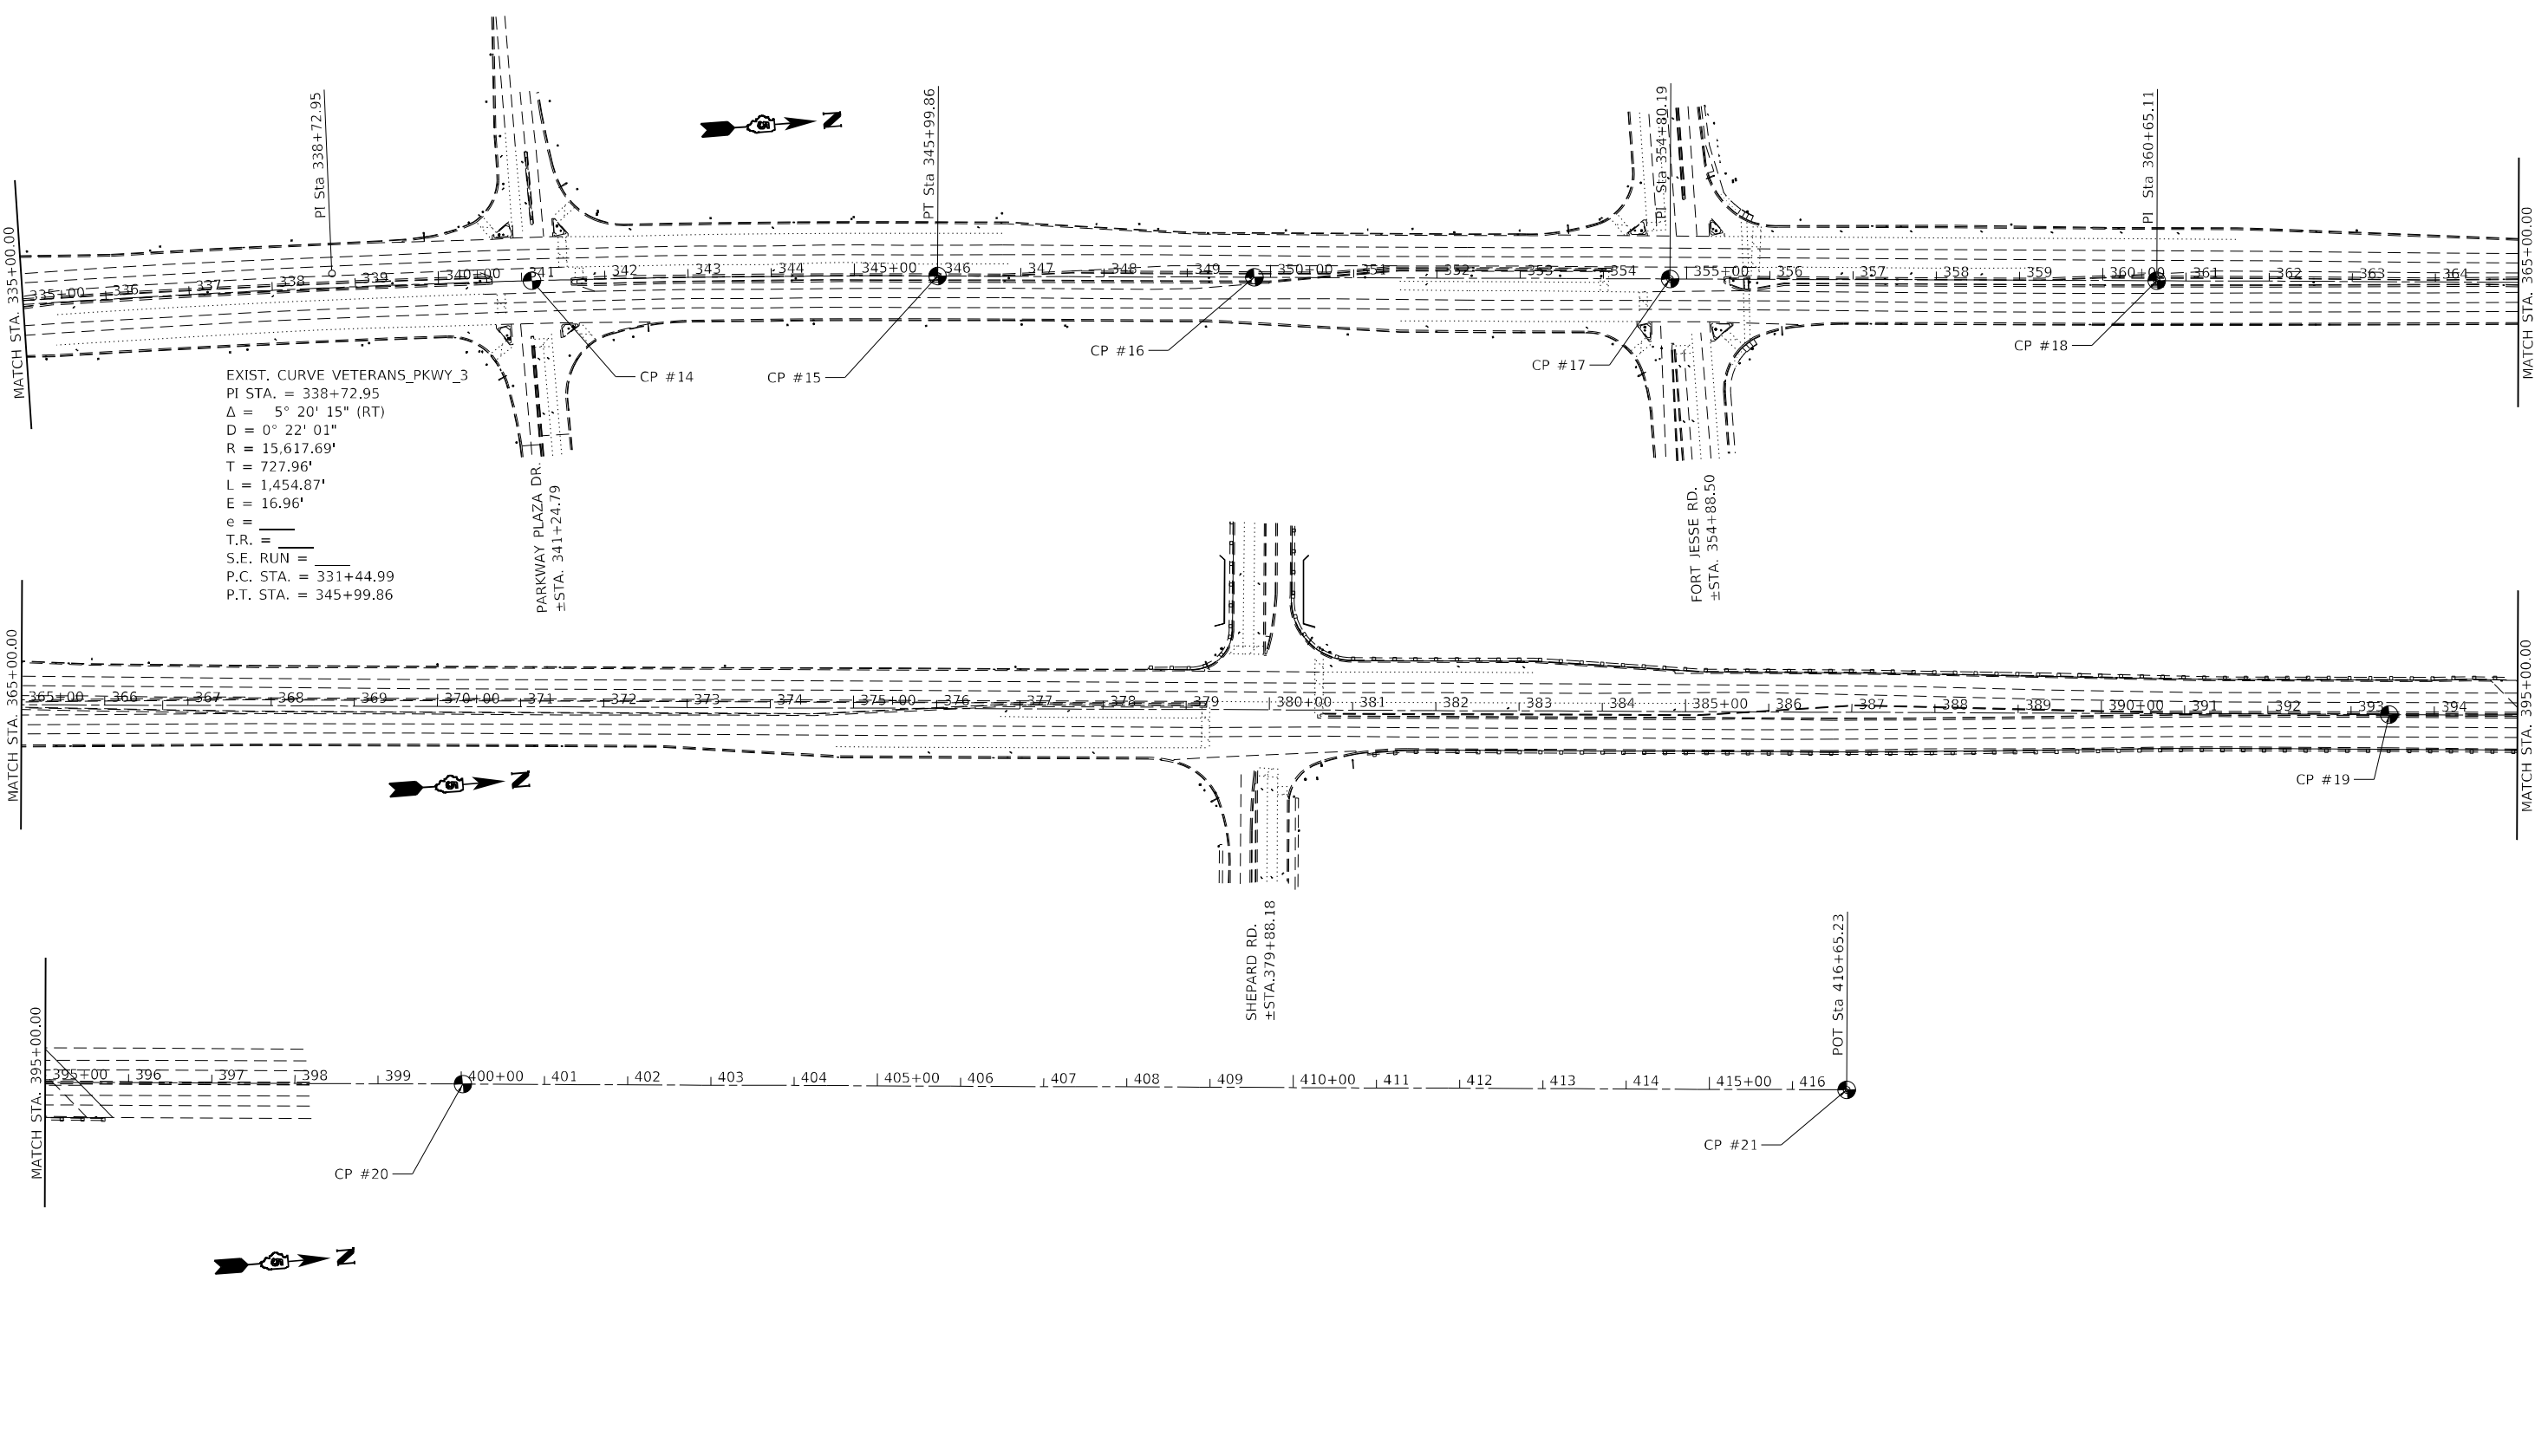 PI Sta 338+72.95
PT Sta 345+99.86
PI Sta 354+80.19
PI Sta 360+65.11
N
MATCH STA. 335+00.00
335+00 336 337 338 339 340+00 341 342 343 344 345+00 346 347 348 349 350+00 351 352 353 354 355+00 356 357 358 359 360+00 361 362 363 364
MATCH STA. 365+00.00
CP #14
CP #15
CP #16
CP #17
CP #18
EXIST. CURVE VETERANS_PKWY_3
PI STA. = 338+72.95
Δ = 5° 20' 15" (RT)
D = 0° 22' 01"
R = 15,617.69'
T = 727.96'
L = 1,454.87'
E = 16.96'
e = ____
T.R. = ____
S.E. RUN = ____
P.C. STA. = 331+44.99
P.T. STA. = 345+99.86
PARKWAY PLAZA DR.
±STA. 341+24.79
FORT JESSE RD.
±STA. 354+88.50
MATCH STA. 365+00.00
365+00 366 367 368 369 370+00 371 372 373 374 375+00 376 377 378 379 380+00 381 382 383 384 385+00 386 387 388 389 390+00 391 392 393 394
MATCH STA. 395+00.00
N
CP #19
SHEPARD RD.
±STA.379+88.18
POT Sta 416+65.23
MATCH STA. 395+00.00
395+00 396 397 398 399 400+00 401 402 403 404 405+00 406 407 408 409 410+00 411 412 413 414 415+00 416
CP #20
CP #21
N